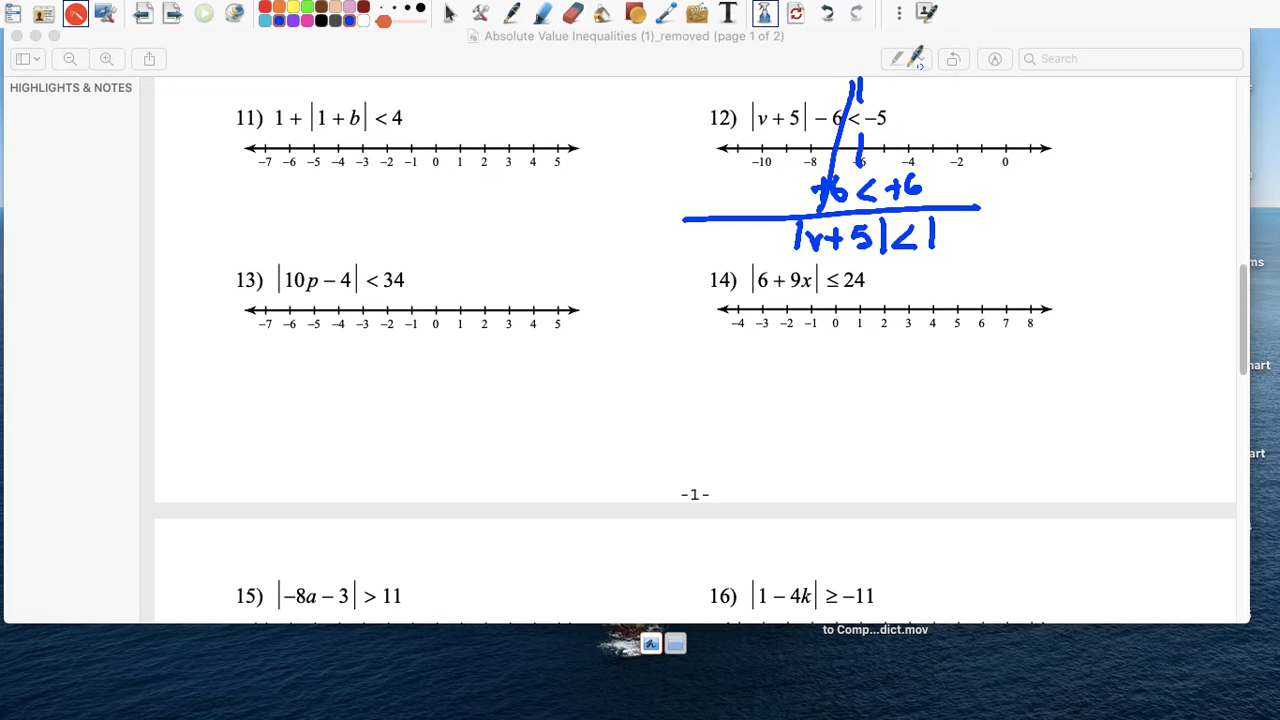 Absolute Value Inequalities (1)_removed (page 1 of 2)
Search
HIGHLIGHTS & NOTES
11) 1 + |1 + b| < 4
-7 -6 -5 -4 -3 -2 -1 0 1 2 3 4 5
12) |v + 5| − 6 < −5
-10 -8 -6 -4 -2 0
+6 < +6
|v+5|<1
13) |10p − 4| < 34
-7 -6 -5 -4 -3 -2 -1 0 1 2 3 4 5
14) |6 + 9x| ≤ 24
-4 -3 -2 -1 0 1 2 3 4 5 6 7 8
-1-
15) |−8a − 3| > 11
16) |1 − 4k| ≥ −11
to Comp...dict.mov